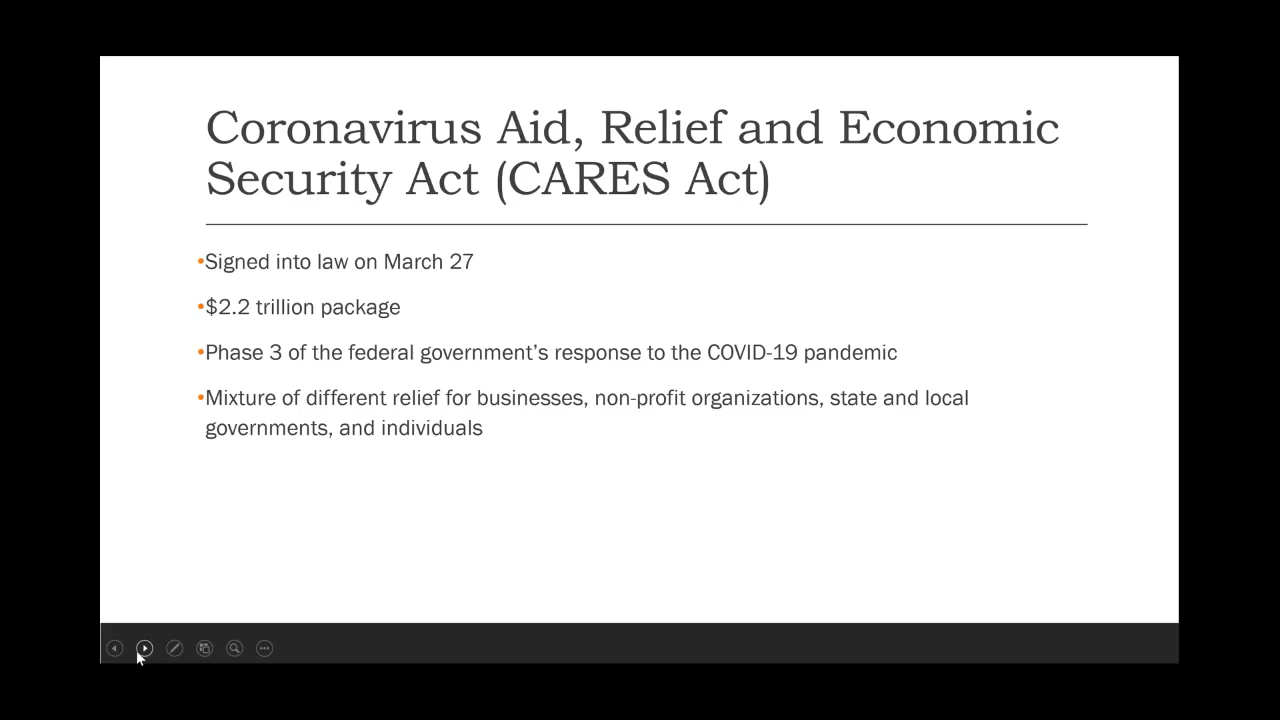 Coronavirus Aid, Relief and Economic
Security Act (CARES Act)
•Signed into law on March 27
•$2.2 trillion package
•Phase 3 of the federal government’s response to the COVID-19 pandemic
•Mixture of different relief for businesses, non-profit organizations, state and local
governments, and individuals